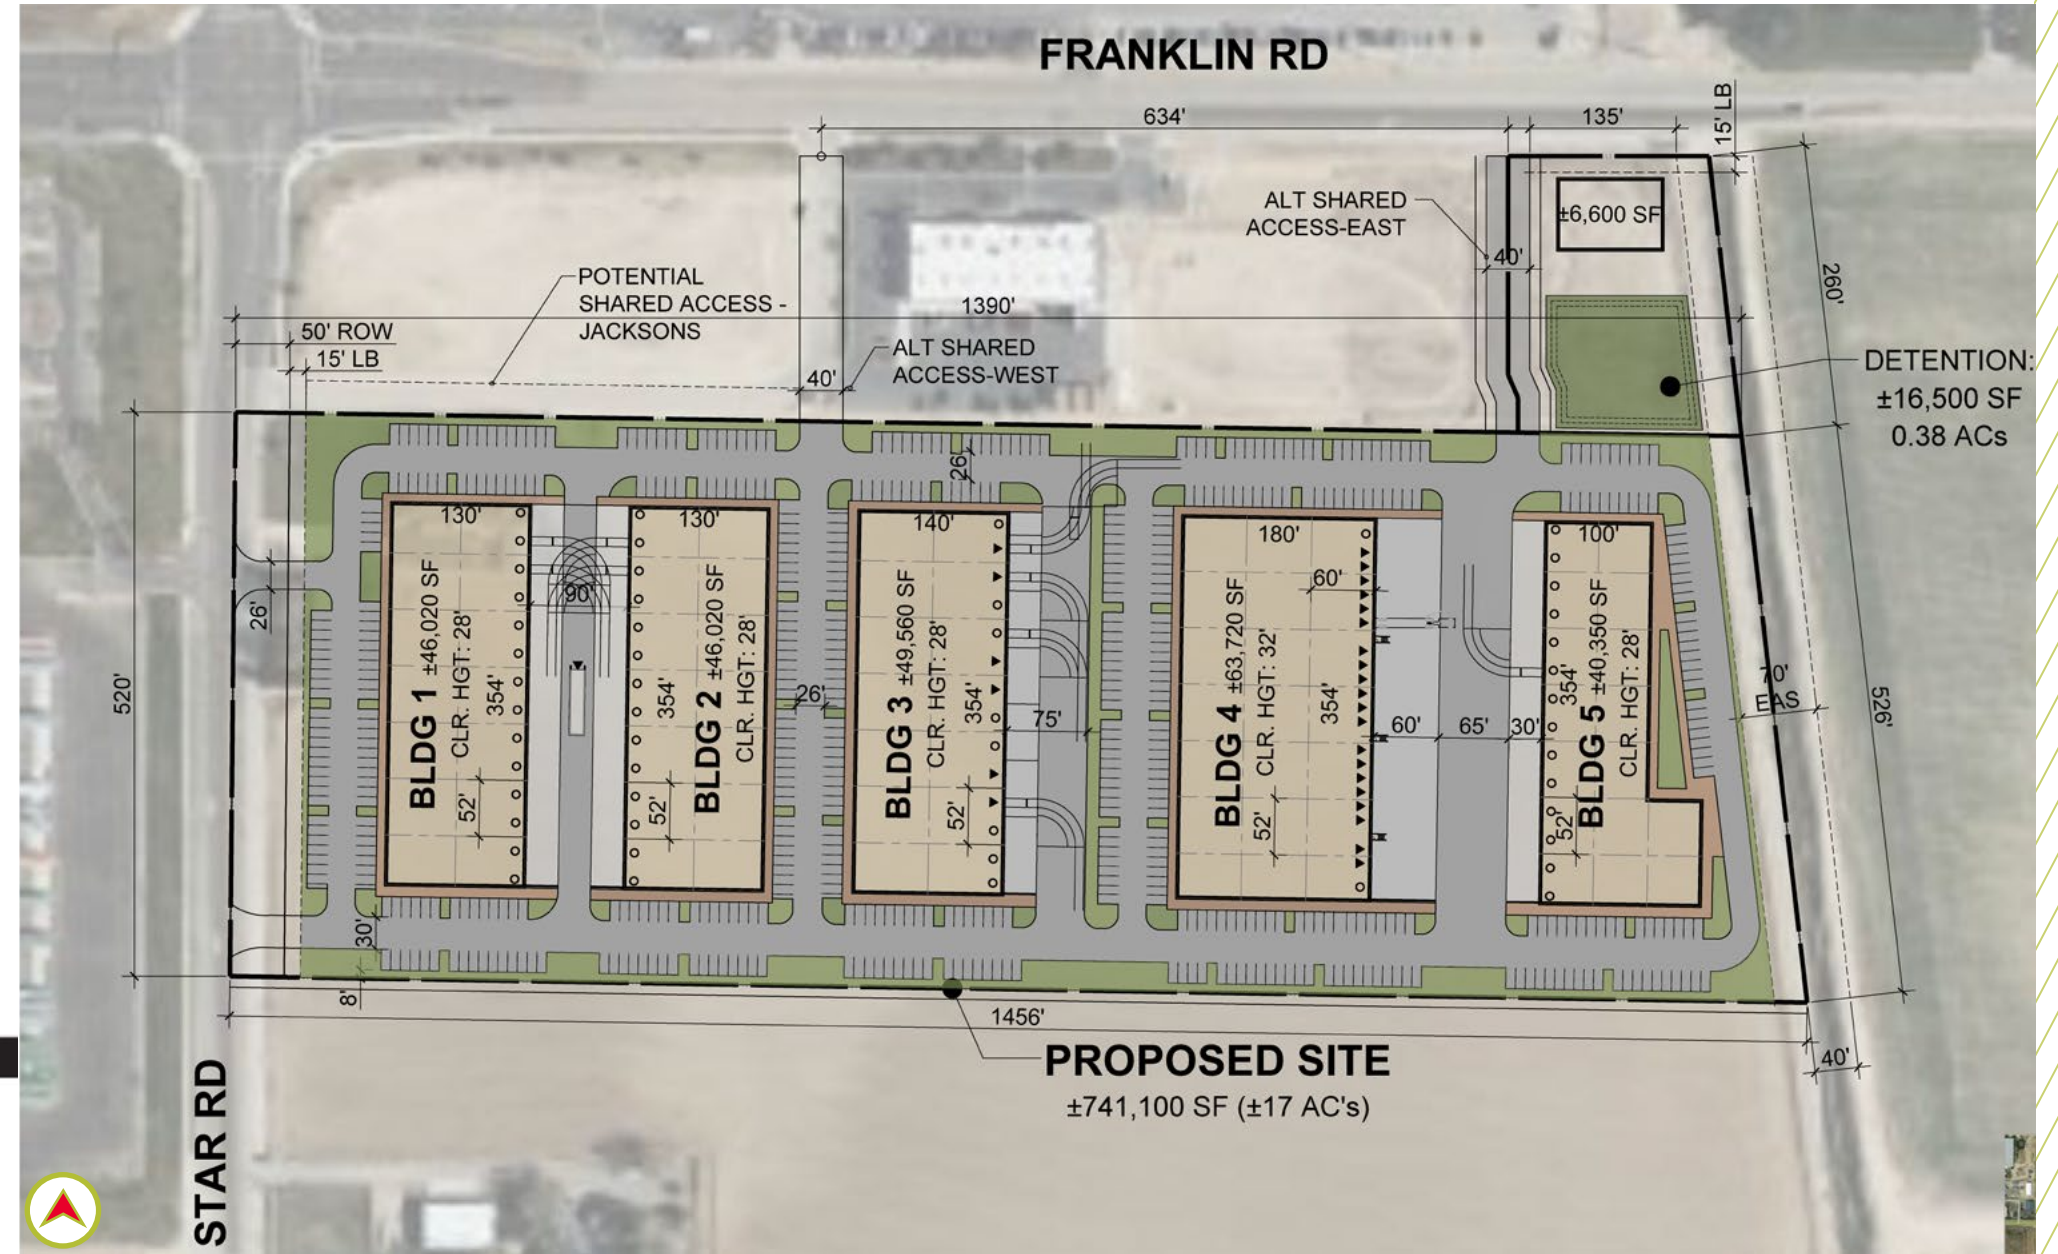 FRANKLIN RD
634'
135'
15' LB
ALT SHARED
ACCESS-EAST
±6,600 SF
40'
260'
POTENTIAL
SHARED ACCESS -
JACKSONS
1390'
50' ROW
15' LB
ALT SHARED
ACCESS-WEST
40'
DETENTION:
±16,500 SF
0.38 ACs
26'
130'
130'
140'
180'
100'
90'
60'
26'
520'
BLDG 1 ±46,020 SF
CLR. HGT: 28'
354'
52'
BLDG 2 ±46,020 SF
CLR. HGT: 28'
354'
52'
26'
BLDG 3 ±49,560 SF
CLR. HGT: 28'
354'
52'
75'
BLDG 4 ±63,720 SF
CLR. HGT: 32'
354'
52'
60'
65'
30'
BLDG 5 ±40,350 SF
CLR. HGT: 28'
354'
52'
70'
EAS
526'
30'
8'
1456'
40'
PROPOSED SITE
±741,100 SF (±17 AC's)
STAR RD